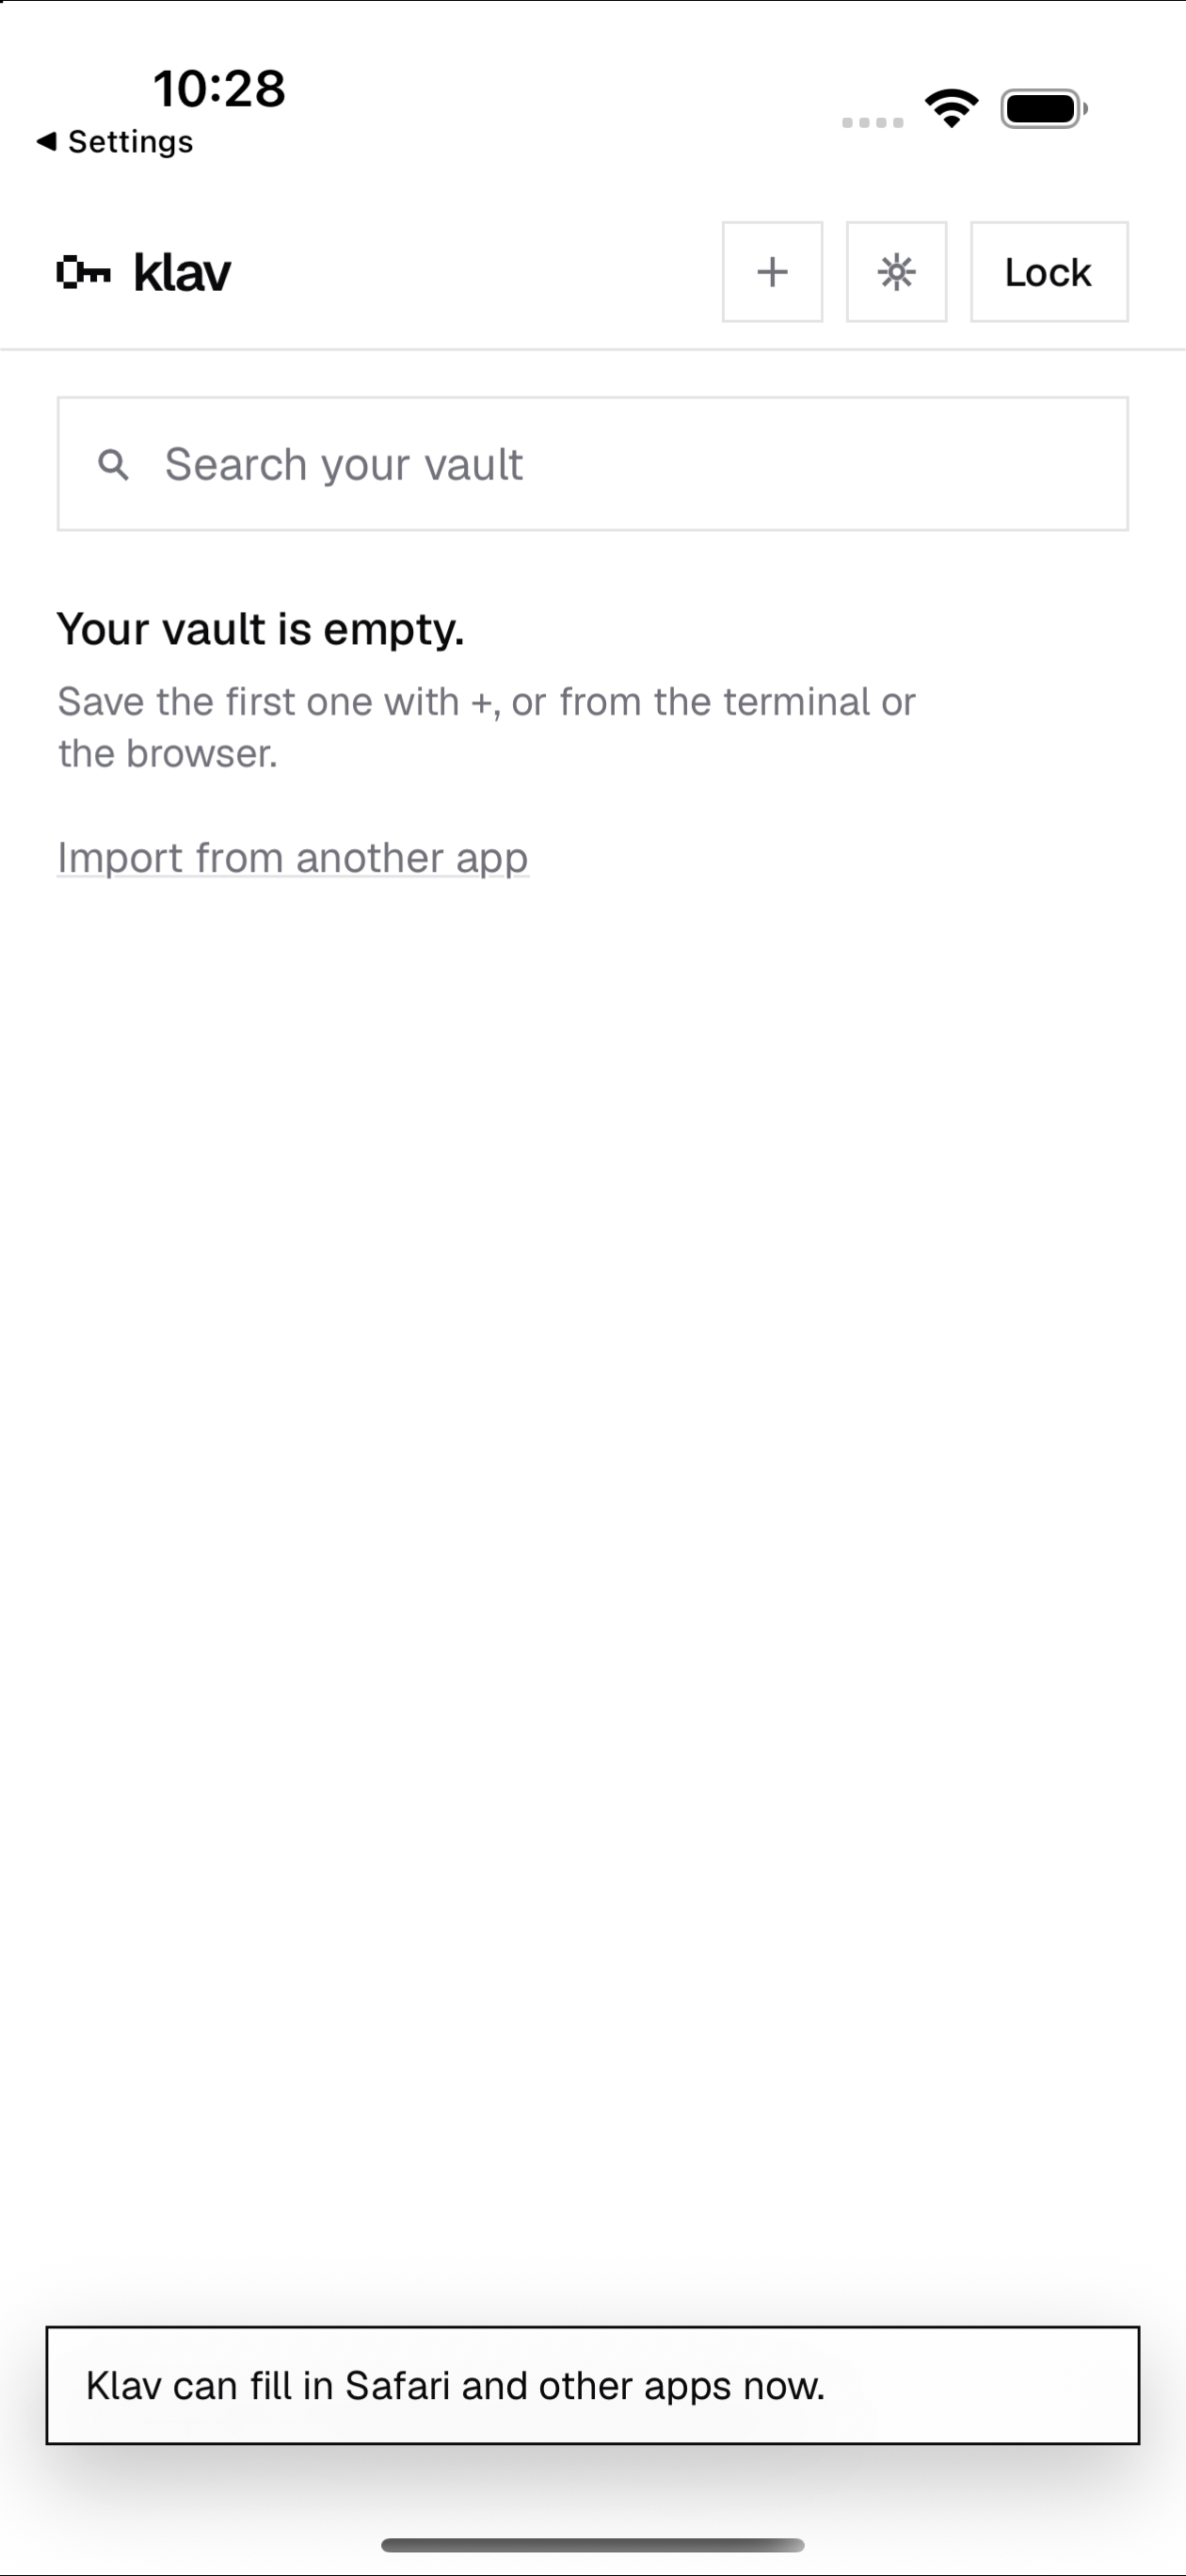 10:28
Settings
klav
+
Lock
Search your vault
Your vault is empty.
Save the first one with +, or from the terminal or
the browser.
Import from another app
Klav can fill in Safari and other apps now.